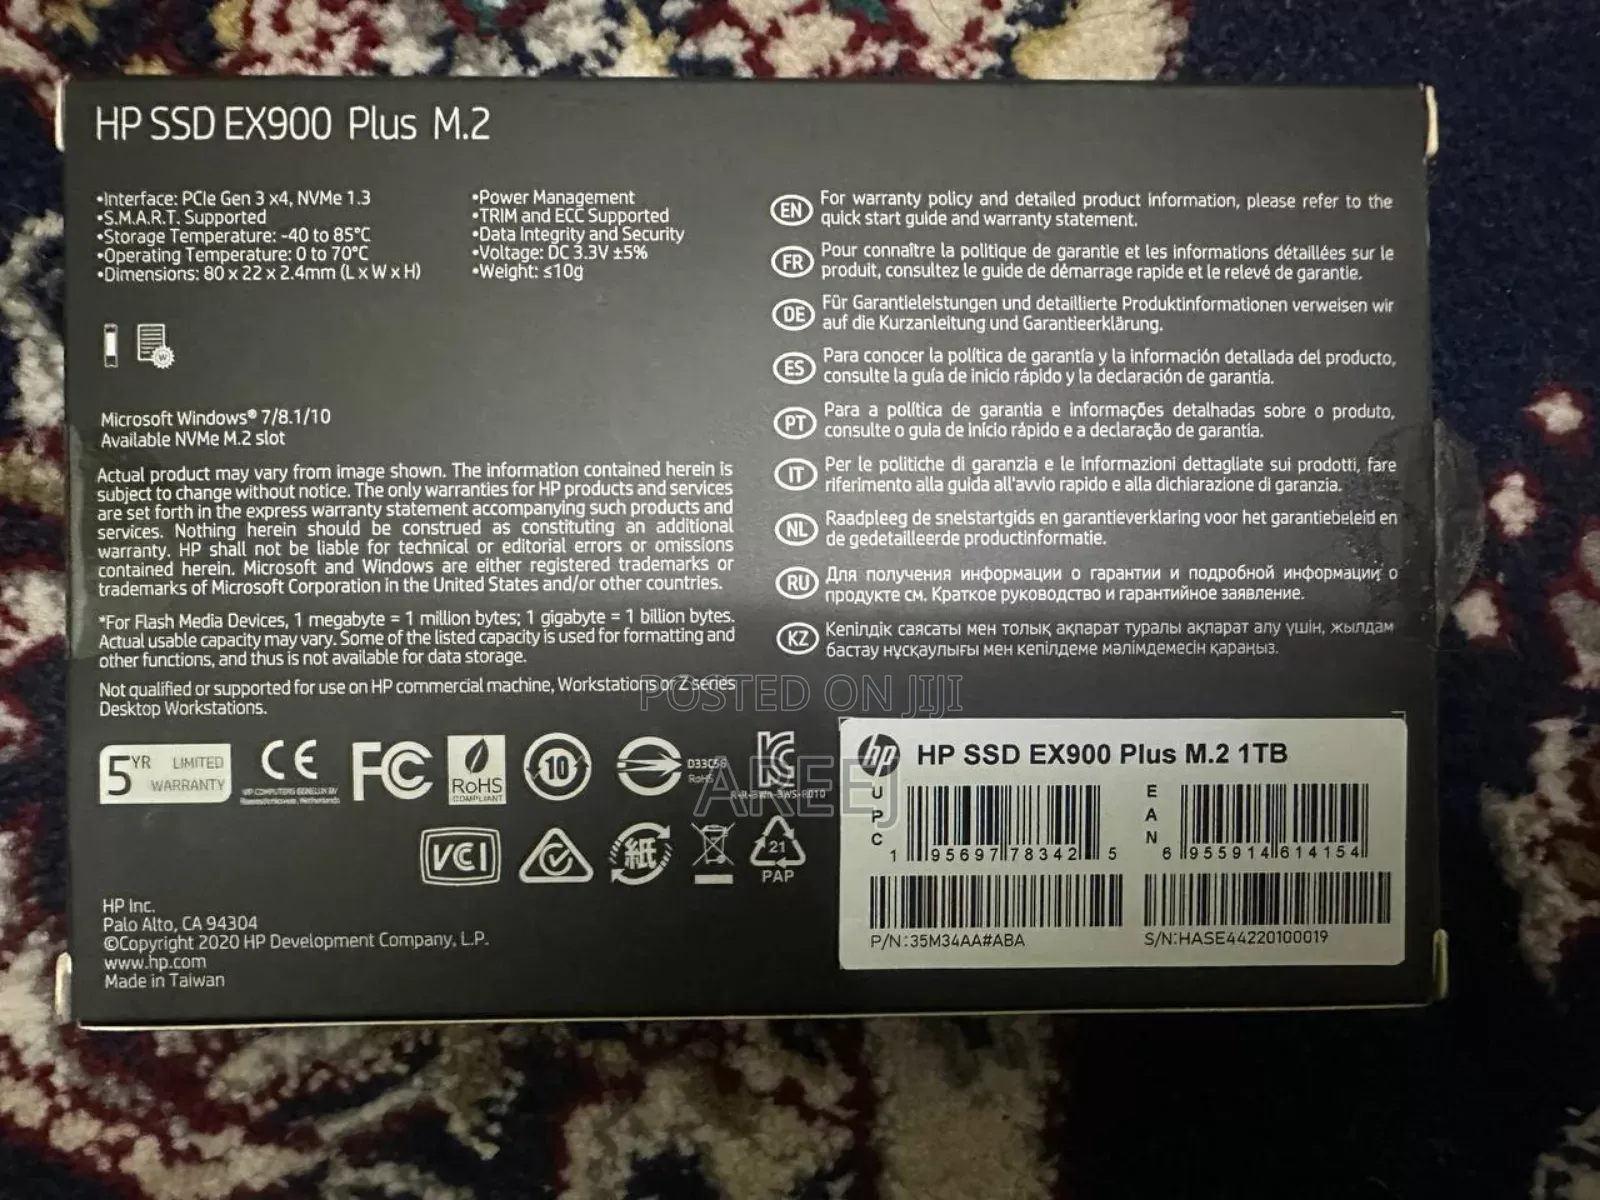 HP SSD EX900 Plus M.2
•Interface: PCIe Gen 3 x4, NVMe 1.3
•S.M.A.R.T. Supported
•Storage Temperature: -40 to 85°C
•Operating Temperature: 0 to 70°C
•Dimensions: 80 x 22 x 2.4mm (L x W x H)
•Power Management
•TRIM and ECC Supported
•Data Integrity and Security
•Voltage: DC 3.3V ±5%
•Weight: ≤10g
W
Microsoft Windows® 7/8.1/10
Available NVMe M.2 slot
Actual product may vary from image shown. The information contained herein is
subject to change without notice. The only warranties for HP products and services
are set forth in the express warranty statement accompanying such products and
services. Nothing herein should be construed as constituting an additional
warranty. HP shall not be liable for technical or editorial errors or omissions
contained herein. Microsoft and Windows are either registered trademarks or
trademarks of Microsoft Corporation in the United States and/or other countries.
*For Flash Media Devices, 1 megabyte = 1 million bytes; 1 gigabyte = 1 billion bytes.
Actual usable capacity may vary. Some of the listed capacity is used for formatting and
other functions, and thus is not available for data storage.
Not qualified or supported for use on HP commercial machine, Workstations or Z series
Desktop Workstations.
EN For warranty policy and detailed product information, please refer to the
quick start guide and warranty statement.
FR Pour connaître la politique de garantie et les informations détaillées sur le
produit, consultez le guide de démarrage rapide et le relevé de garantie.
DE Für Garantieleistungen und detaillierte Produktinformationen verweisen wir
auf die Kurzanleitung und Garantieerklärung.
ES Para conocer la política de garantía y la información detallada del producto,
consulte la guía de inicio rápido y la declaración de garantía.
PT Para a política de garantia e informações detalhadas sobre o produto,
consulte o guia de início rápido e a declaração de garantia.
IT Per le politiche di garanzia e le informazioni dettagliate sui prodotti, fare
riferimento alla guida all'avvio rapido e alla dichiarazione di garanzia.
NL Raadpleeg de snelstartgids en garantieverklaring voor het garantiebeleid en
de gedetailleerde productinformatie.
RU Для получения информации о гарантии и подробной информации о
продукте см. Краткое руководство и гарантийное заявление.
KZ Кепілдік саясаты мен толық ақпарат туралы ақпарат алу үшін, жылдам
бастау нұсқаулығы мен кепілдеме мәлімдемесін қараңыз.
POSTED ON JIJI
AREEJ
5 YR LIMITED
WARRANTY
CE
HP COMPUTERS BENELUX BV
FC
RoHS
COMPLIANT
10
D33C56
RoHS
VCI
紙
21
PAP
HP Inc.
Palo Alto, CA 94304
©Copyright 2020 HP Development Company, L.P.
www.hp.com
Made in Taiwan
hp HP SSD EX900 Plus M.2 1TB
UPC
1 95697 78342 5
EAN
6 955914 614154
P/N:35M34AA#ABA
S/N:HASE44220100019